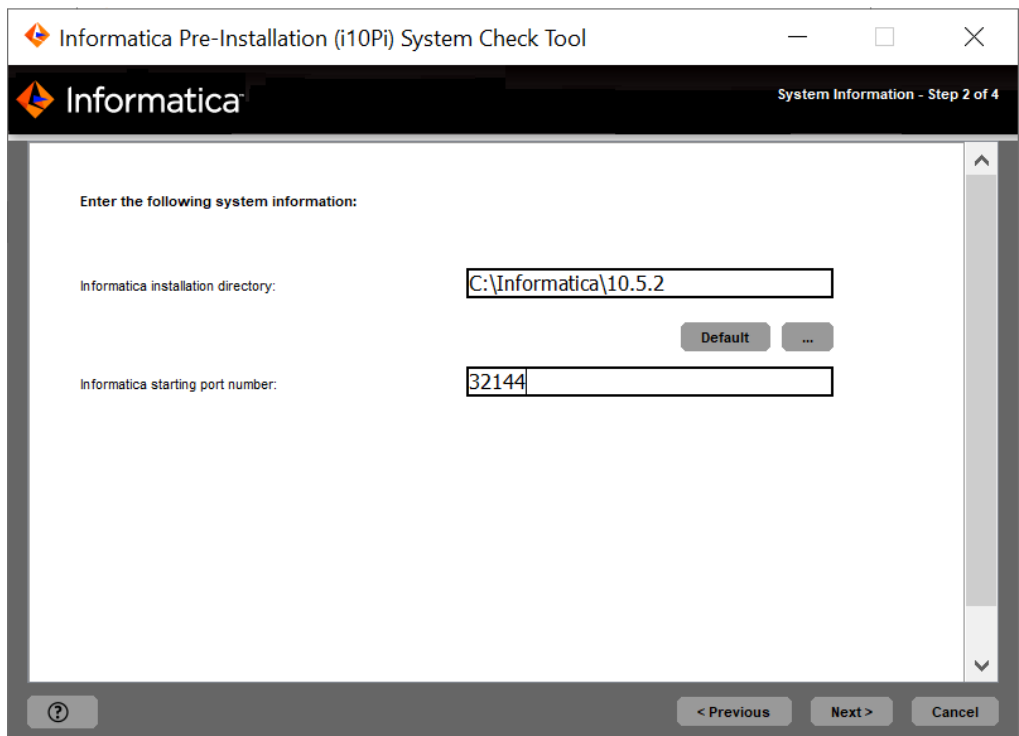 Informatica Pre-Installation (i10Pi) System Check Tool
Informatica™
System Information - Step 2 of 4
Enter the following system information:
Informatica installation directory:
C:\Informatica\10.5.2
Default
...
Informatica starting port number:
32144
?
< Previous
Next >
Cancel